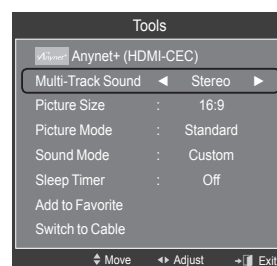 Tools
Anynet+ Anynet+ (HDMI-CEC)
Multi-Track Sound ◄ Stereo ►
Picture Size : 16:9
Picture Mode : Standard
Sound Mode : Custom
Sleep Timer : Off
Add to Favorite
Switch to Cable
Move Adjust Exit